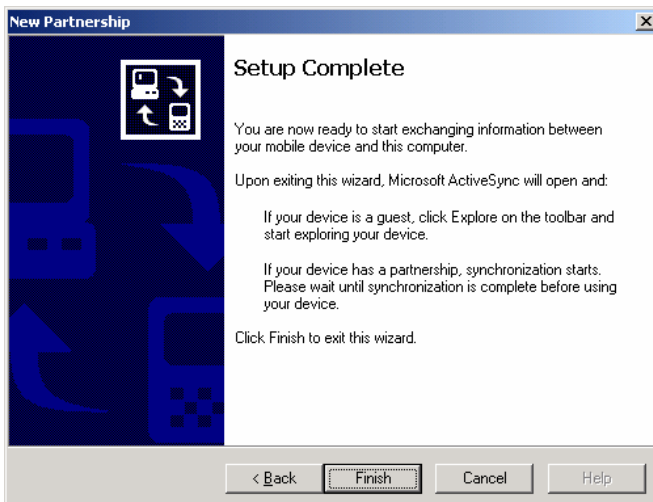 New Partnership
Setup Complete
You are now ready to start exchanging information between
your mobile device and this computer.
Upon exiting this wizard, Microsoft ActiveSync will open and:
If your device is a guest, click Explore on the toolbar and
start exploring your device.
If your device has a partnership, synchronization starts.
Please wait until synchronization is complete before using
your device.
Click Finish to exit this wizard.
< Back Finish Cancel Help